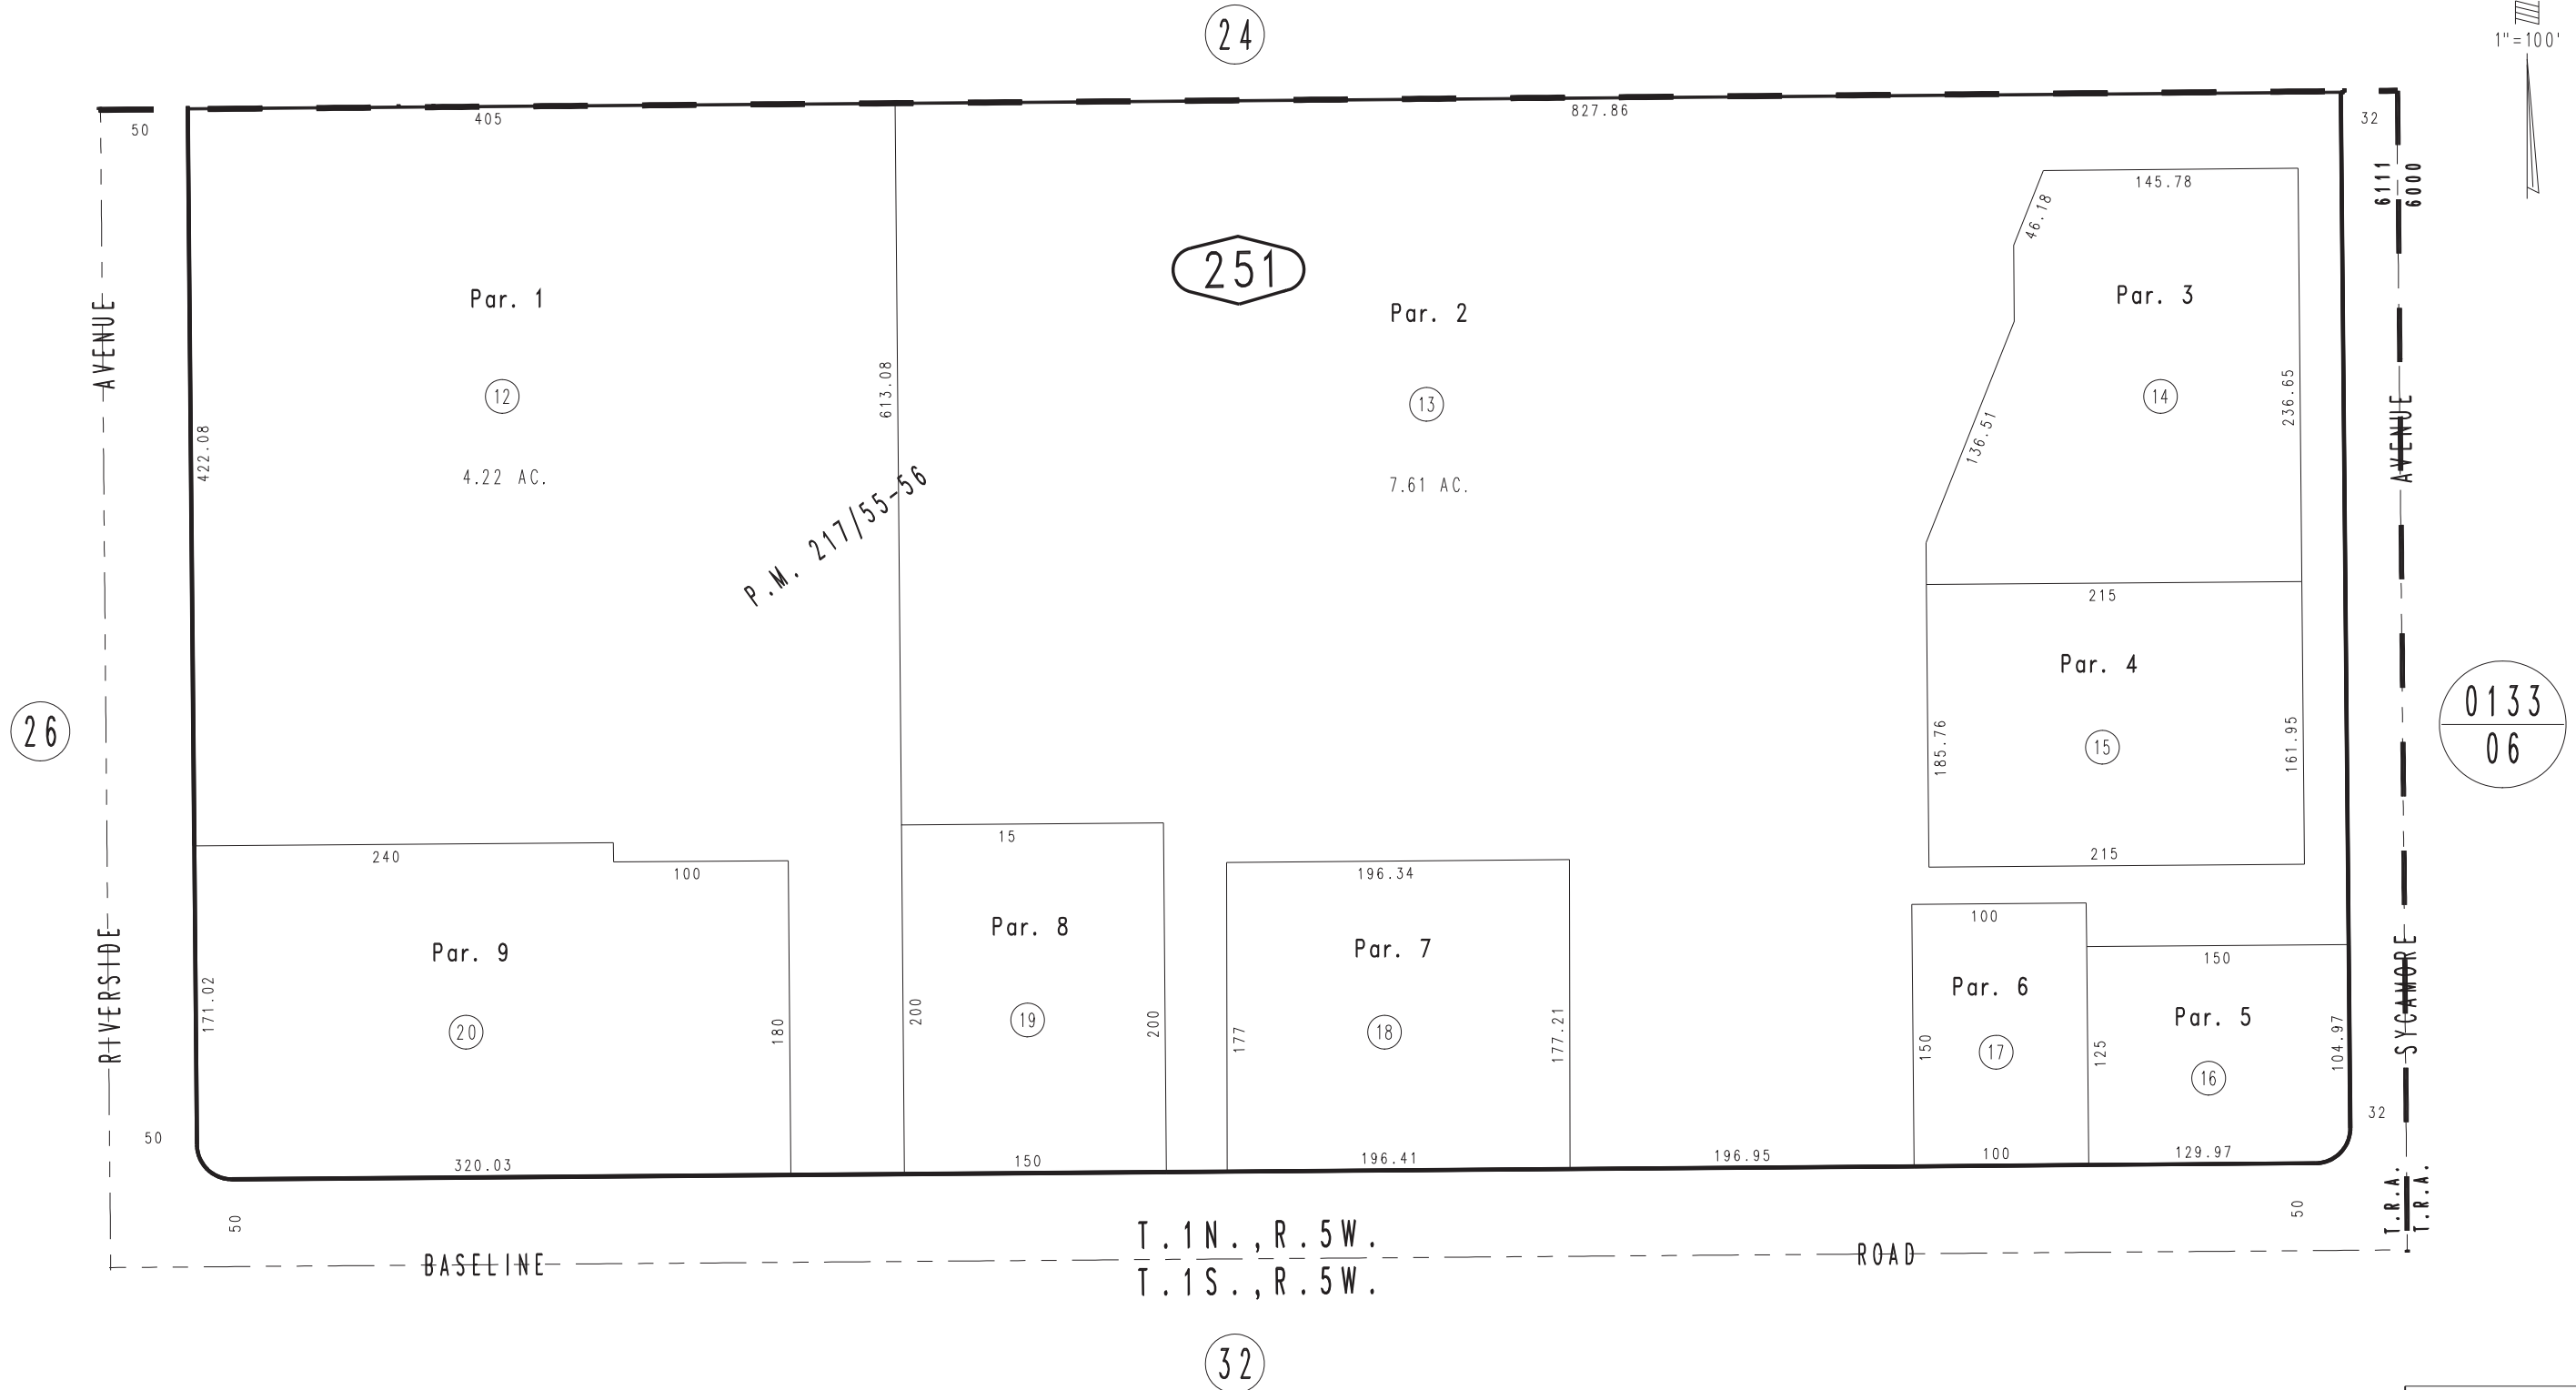 24
1"=100'
50
405
827.86
32
6111
6000
145.78
46.18
251
Par. 1
Par. 2
Par. 3
AVENUE
12
613.08
13
14
236.65
AVENUE
422.08
136.51
4.22 AC.
7.61 AC.
P.M. 217/55-56
215
Par. 4
26
185.76
15
161.95
0133
06
240
100
15
196.34
215
100
RIVERSIDE
Par. 9
Par. 8
Par. 7
Par. 6
150
Par. 5
SYCAMORE
171.02
20
180
200
19
200
177
18
177.21
150
17
125
16
104.97
50
32
320.03
150
196.41
196.95
100
129.97
T.R.A.
T.R.A.
50
50
T.1N.,R.5W.
BASELINE
ROAD
T.1S.,R.5W.
32